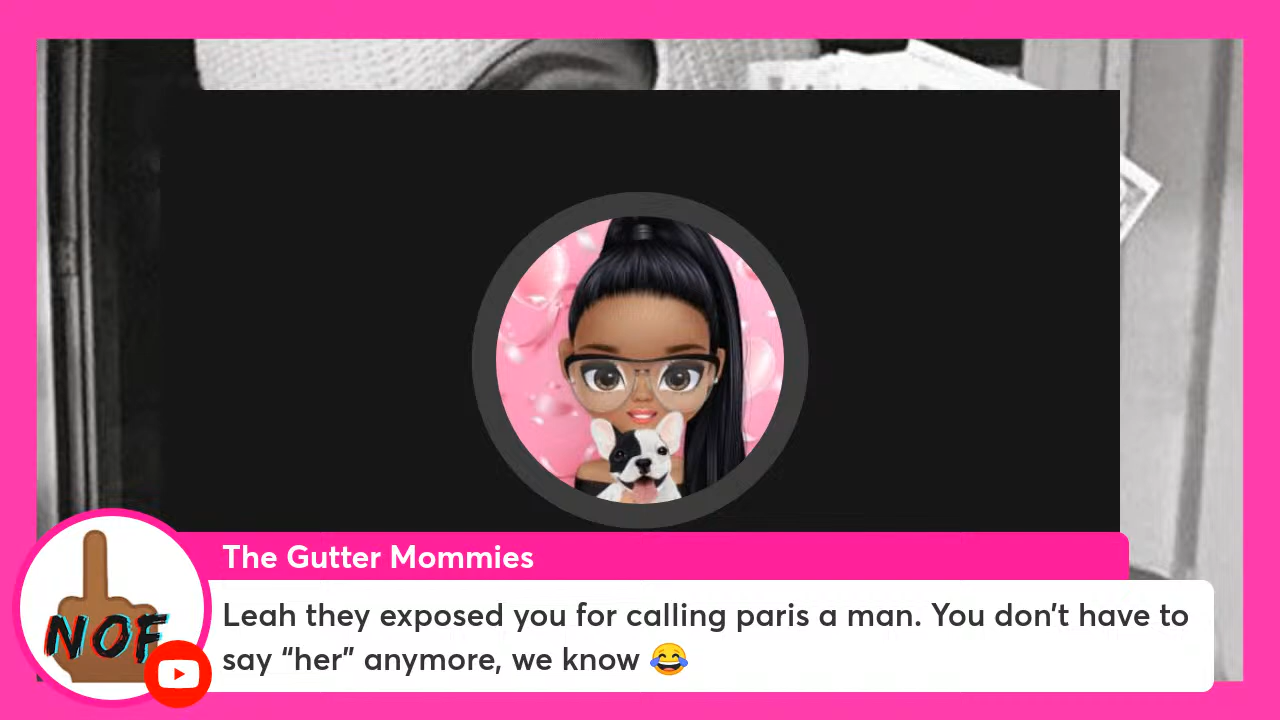 The Gutter Mommies
Leah they exposed you for calling paris a man. You don’t have to
say “her” anymore, we know 😂
NOF